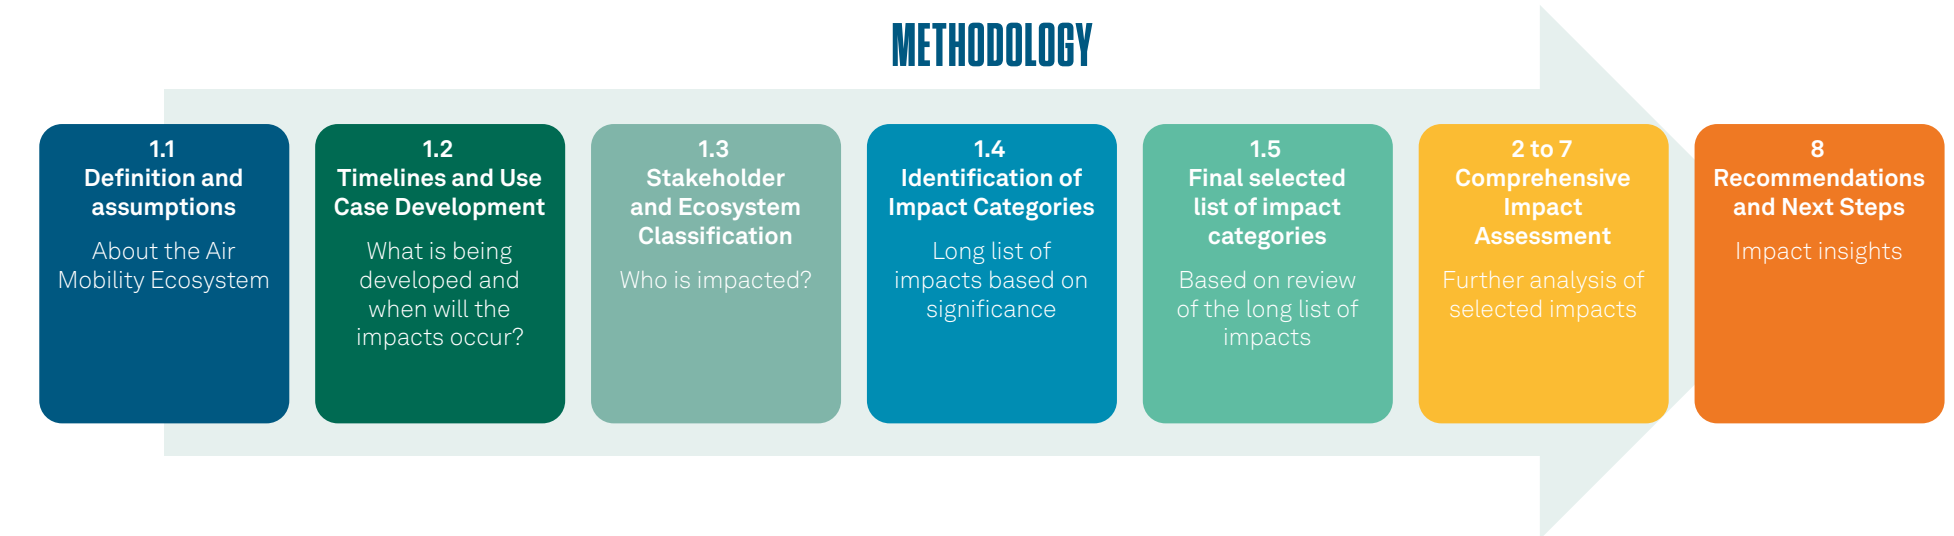 METHODOLOGY
1.1
Definition and
assumptions
About the Air
Mobility Ecosystem
1.2
Timelines and Use
Case Development
What is being
developed and
when will the
impacts occur?
1.3
Stakeholder
and Ecosystem
Classification
Who is impacted?
1.4
Identification of
Impact Categories
Long list of
impacts based on
significance
1.5
Final selected
list of impact
categories
Based on review
of the long list of
impacts
2 to 7
Comprehensive
Impact
Assessment
Further analysis of
selected impacts
8
Recommendations
and Next Steps
Impact insights